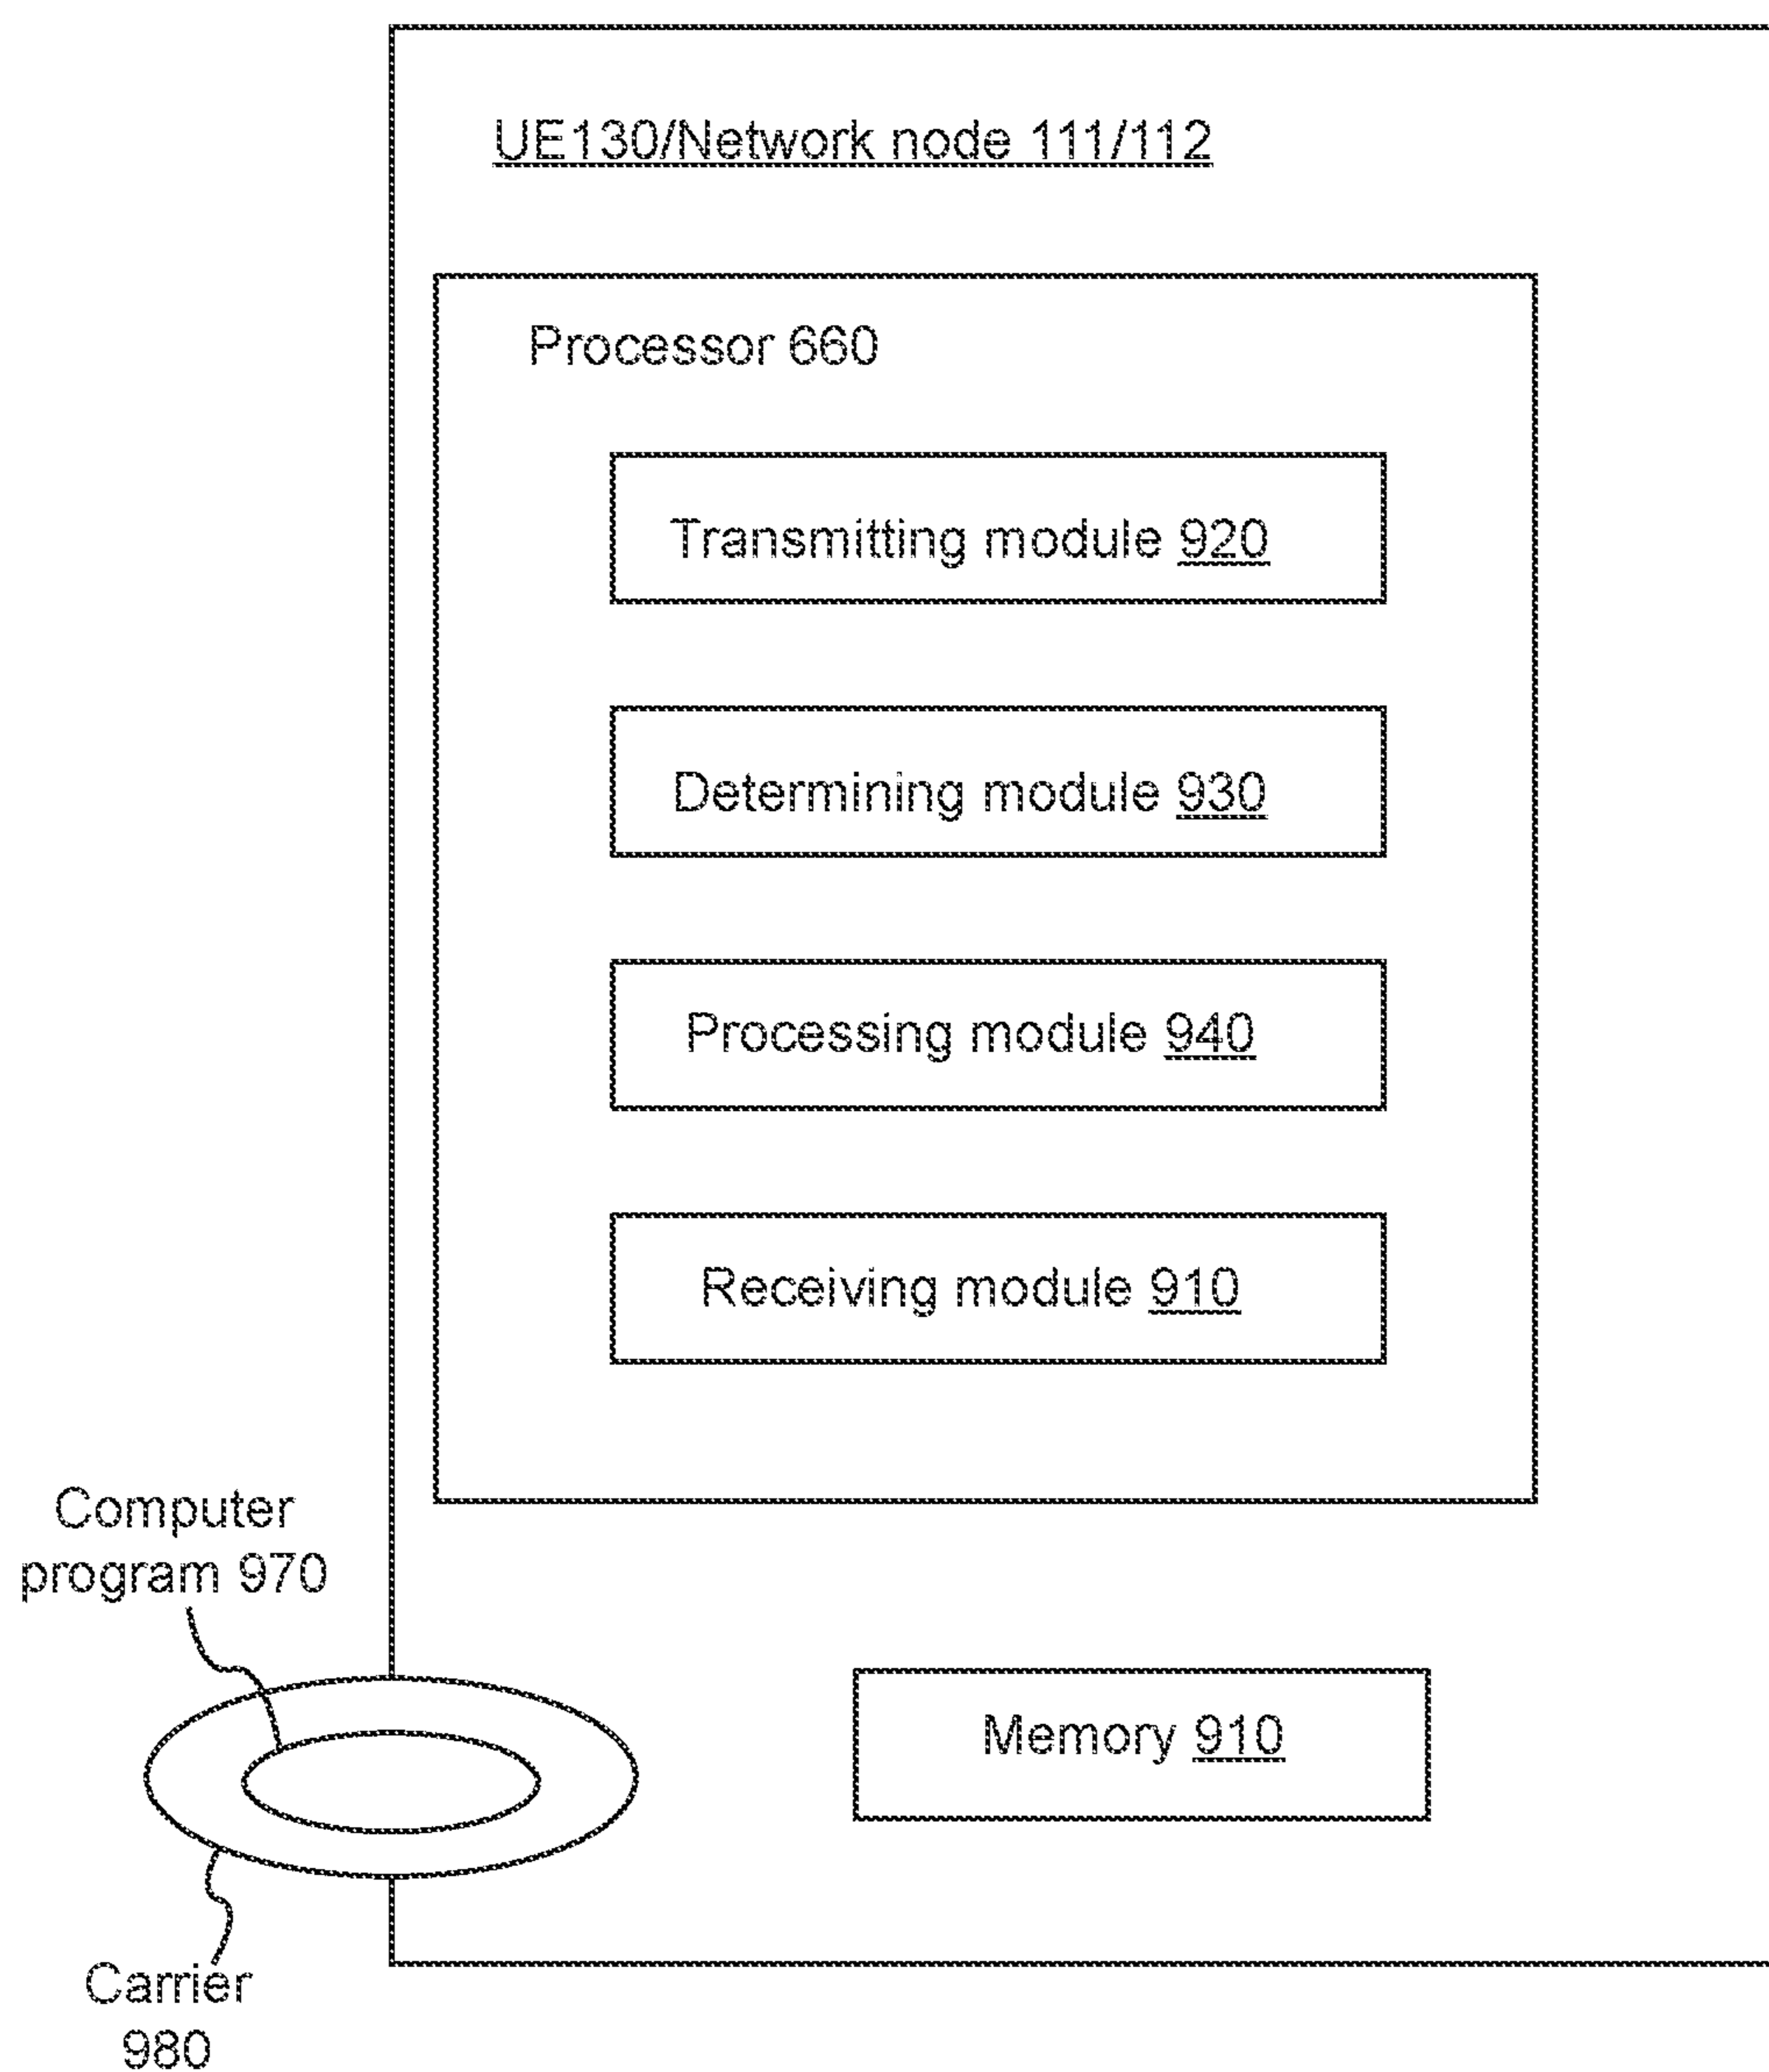 UE130/Network node 111/112
Processor 660
Transmitting module 920
Determining module 930
Processing module 940
Receiving module 910
Computer
program 970
Memory 910
Carrier
980